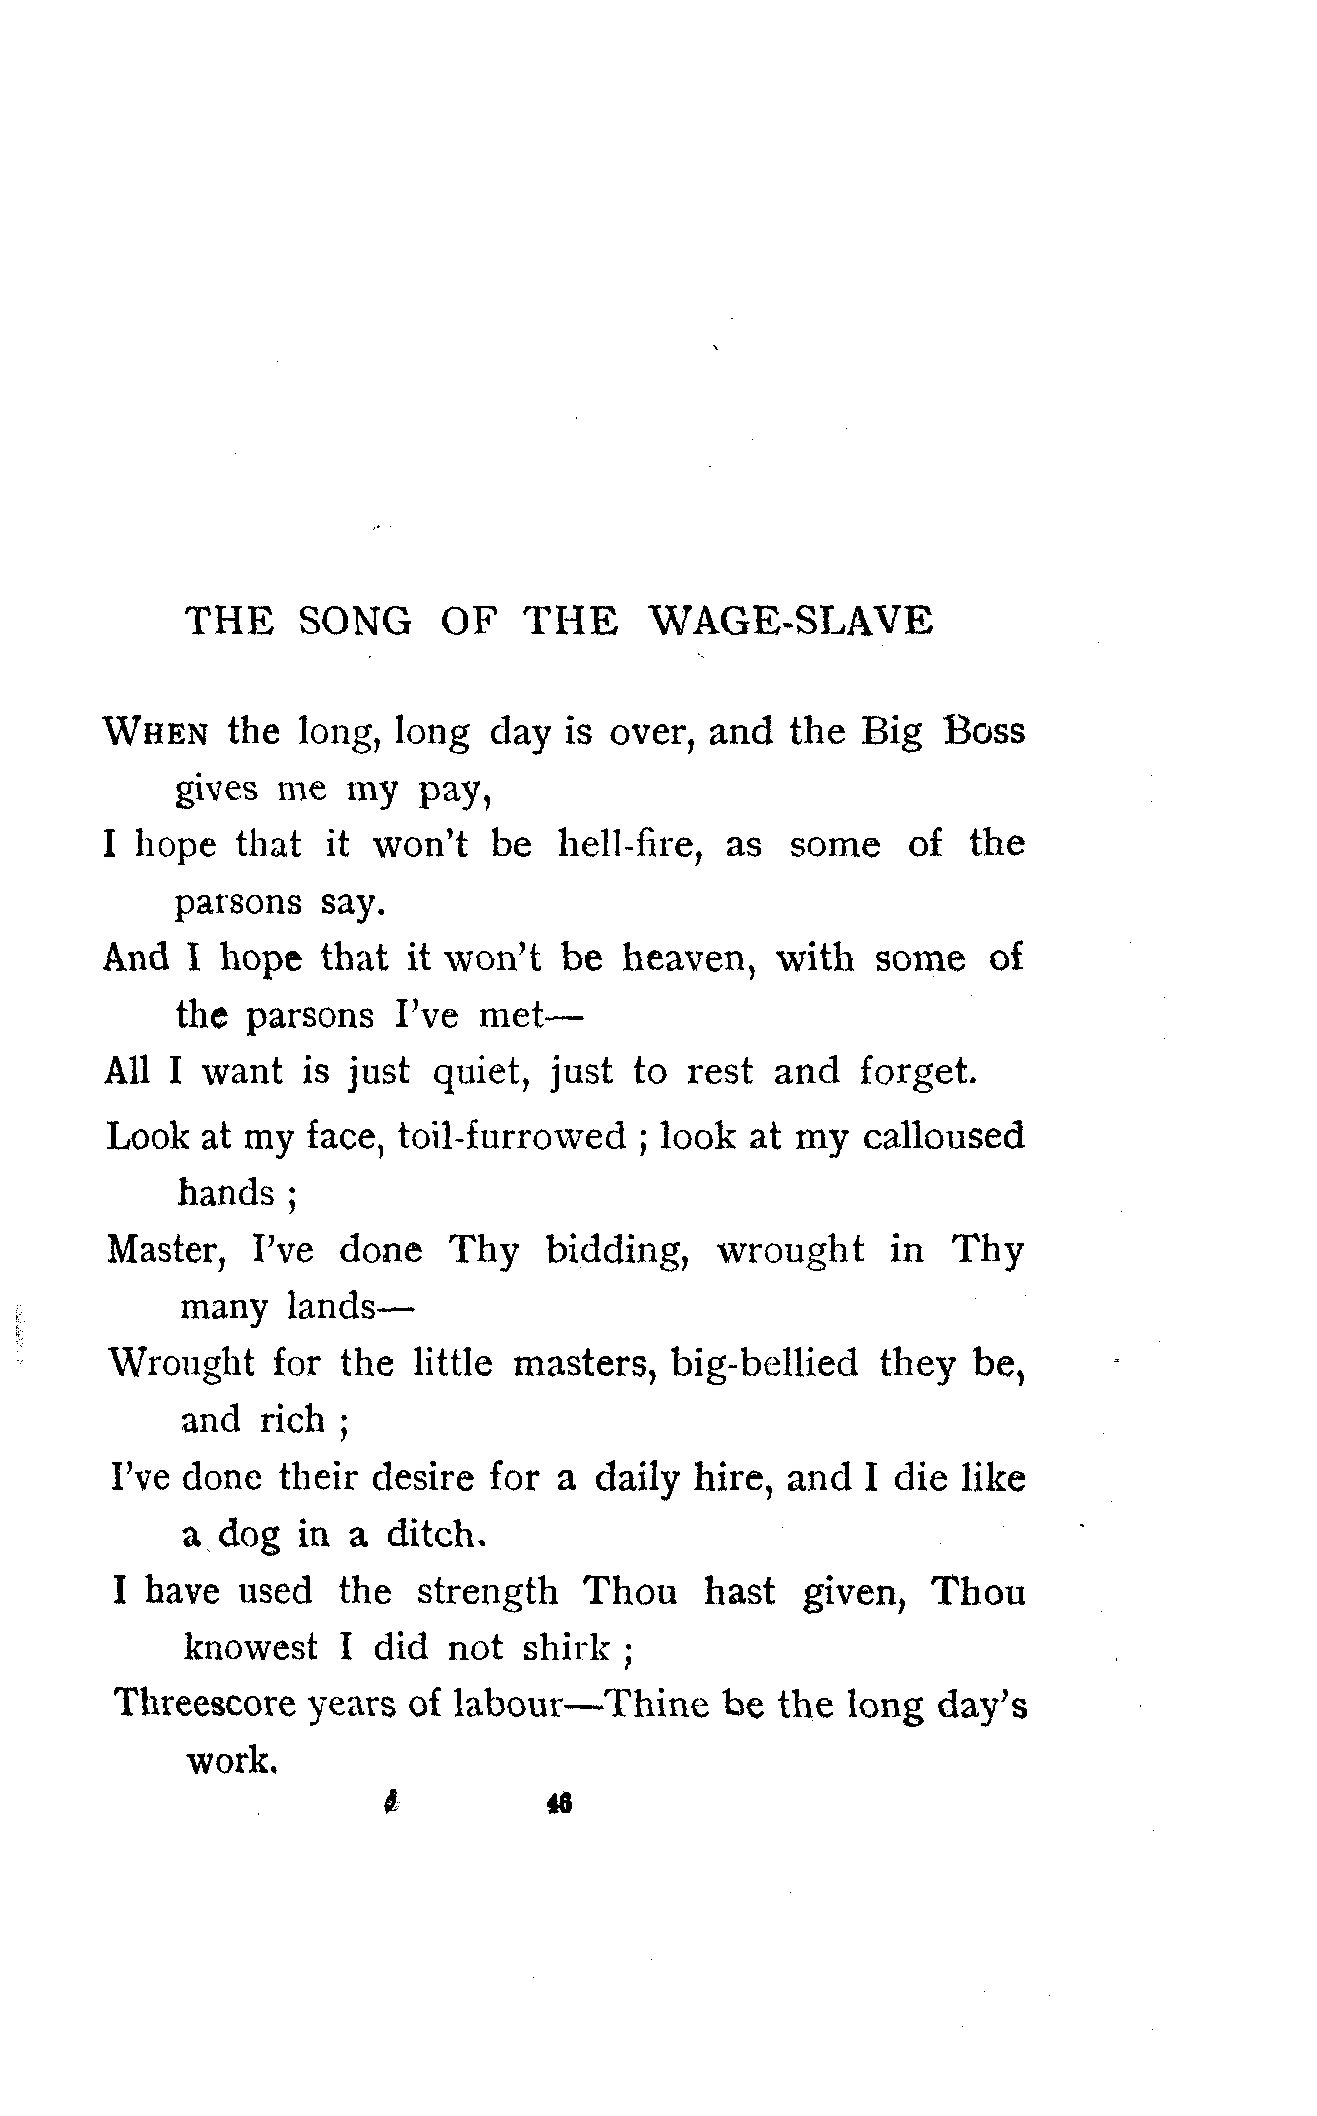 THE SONG OF THE WAGE-SLAVE
WHEN the long, long day is over, and the Big Boss
gives me my pay,
I hope that it won't be hell-fire, as some of the
parsons say.
And I hope that it won't be heaven, with some of
the parsons I've met—
All I want is just quiet, just to rest and forget.
Look at my face, toil-furrowed ; look at my calloused
hands ;
Master, I've done Thy bidding, wrought in Thy
many lands—
Wrought for the little masters, big-bellied they be,
and rich ;
I've done their desire for a daily hire, and I die like
a dog in a ditch.
I have used the strength Thou hast given, Thou
knowest I did not shirk ;
Threescore years of labour—Thine be the long day's
work.
46